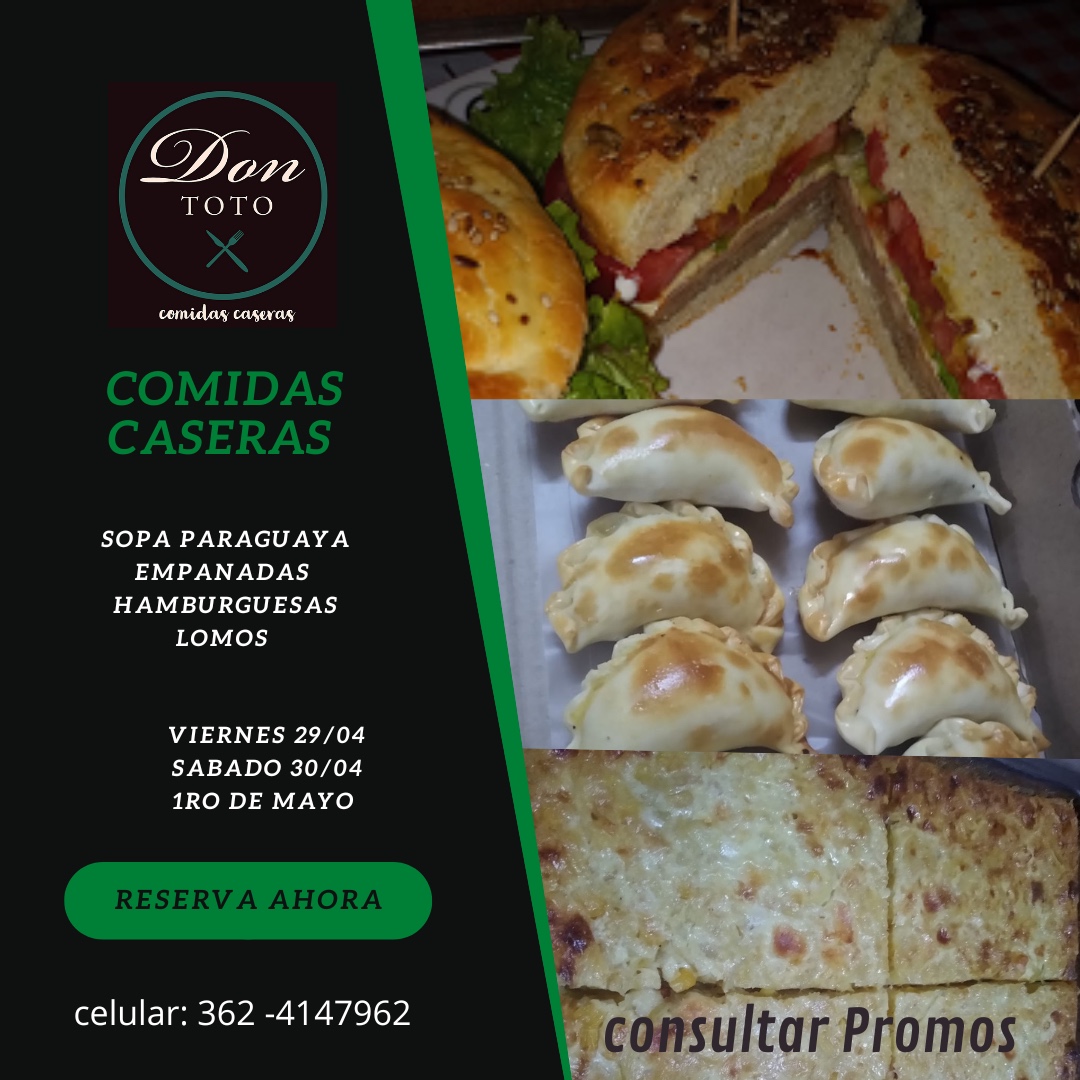 Don
TOTO
comidas caseras
COMIDAS
CASERAS
SOPA PARAGUAYA
EMPANADAS
HAMBURGUESAS
LOMOS
VIERNES 29/04
SABADO 30/04
1RO DE MAYO
RESERVA AHORA
celular: 362 -4147962
consultar Promos